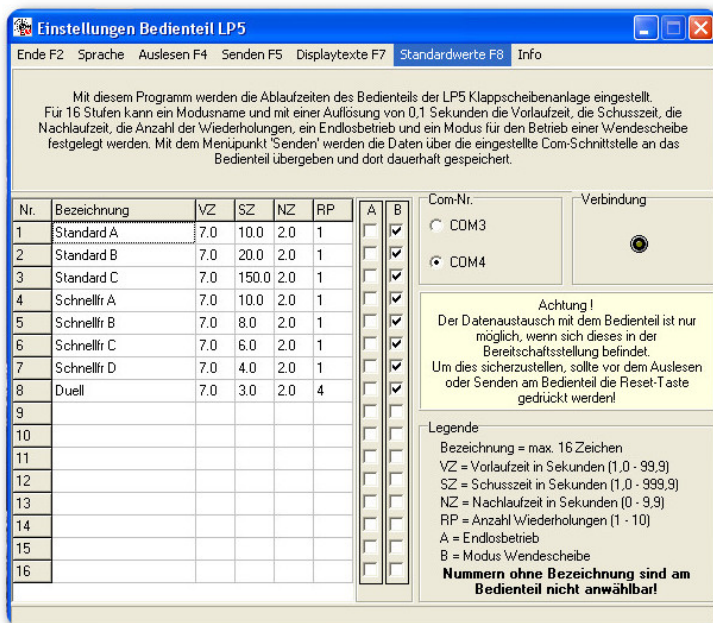 Einstellungen Bedienteil LP5
Ende F2 Sprache Auslesen F4 Senden F5 Displaytexte F7 Standardwerte F8 Info
Mit diesem Programm werden die Ablaufzeiten des Bedienteils der LP5 Klappscheibenanlage eingestellt.
Für 16 Stufen kann ein Modusname und mit einer Auflösung von 0,1 Sekunden die Vorlaufzeit, die Schusszeit, die
Nachlaufzeit, die Anzahl der Wiederholungen, ein Endlosbetrieb und ein Modus für den Betrieb einer Wendescheibe
festgelegt werden. Mit dem Menüpunkt 'Senden' werden die Daten über die eingestellte Com-Schnittstelle an das
Bedienteil übergeben und dort dauerhaft gespeichert.
Nr. Bezeichnung VZ SZ NZ RP A B
1 Standard A 7.0 10.0 2.0 1
2 Standard B 7.0 20.0 2.0 1
3 Standard C 7.0 150.0 2.0 1
4 Schnellfr A 7.0 10.0 2.0 1
5 Schnellfr B 7.0 8.0 2.0 1
6 Schnellfr C 7.0 6.0 2.0 1
7 Schnellfr D 7.0 4.0 2.0 1
8 Duell 7.0 3.0 2.0 4
9
10
11
12
13
14
15
16
Com-Nr.
COM3
COM4
Verbindung
Achtung !
Der Datenaustausch mit dem Bedienteil ist nur
möglich, wenn sich dieses in der
Bereitschaftsstellung befindet.
Um dies sicherzustellen, sollte vor dem Auslesen
oder Senden am Bedienteil die Reset-Taste
gedrückt werden!
Legende
Bezeichnung = max. 16 Zeichen
VZ = Vorlaufzeit in Sekunden (1,0 - 99,9)
SZ = Schusszeit in Sekunden (1,0 - 999,9)
NZ = Nachlaufzeit in Sekunden (0 - 9,9)
RP = Anzahl Wiederholungen (1 - 10)
A = Endlosbetrieb
B = Modus Wendescheibe
Nummern ohne Bezeichnung sind am
Bedienteil nicht anwählbar!